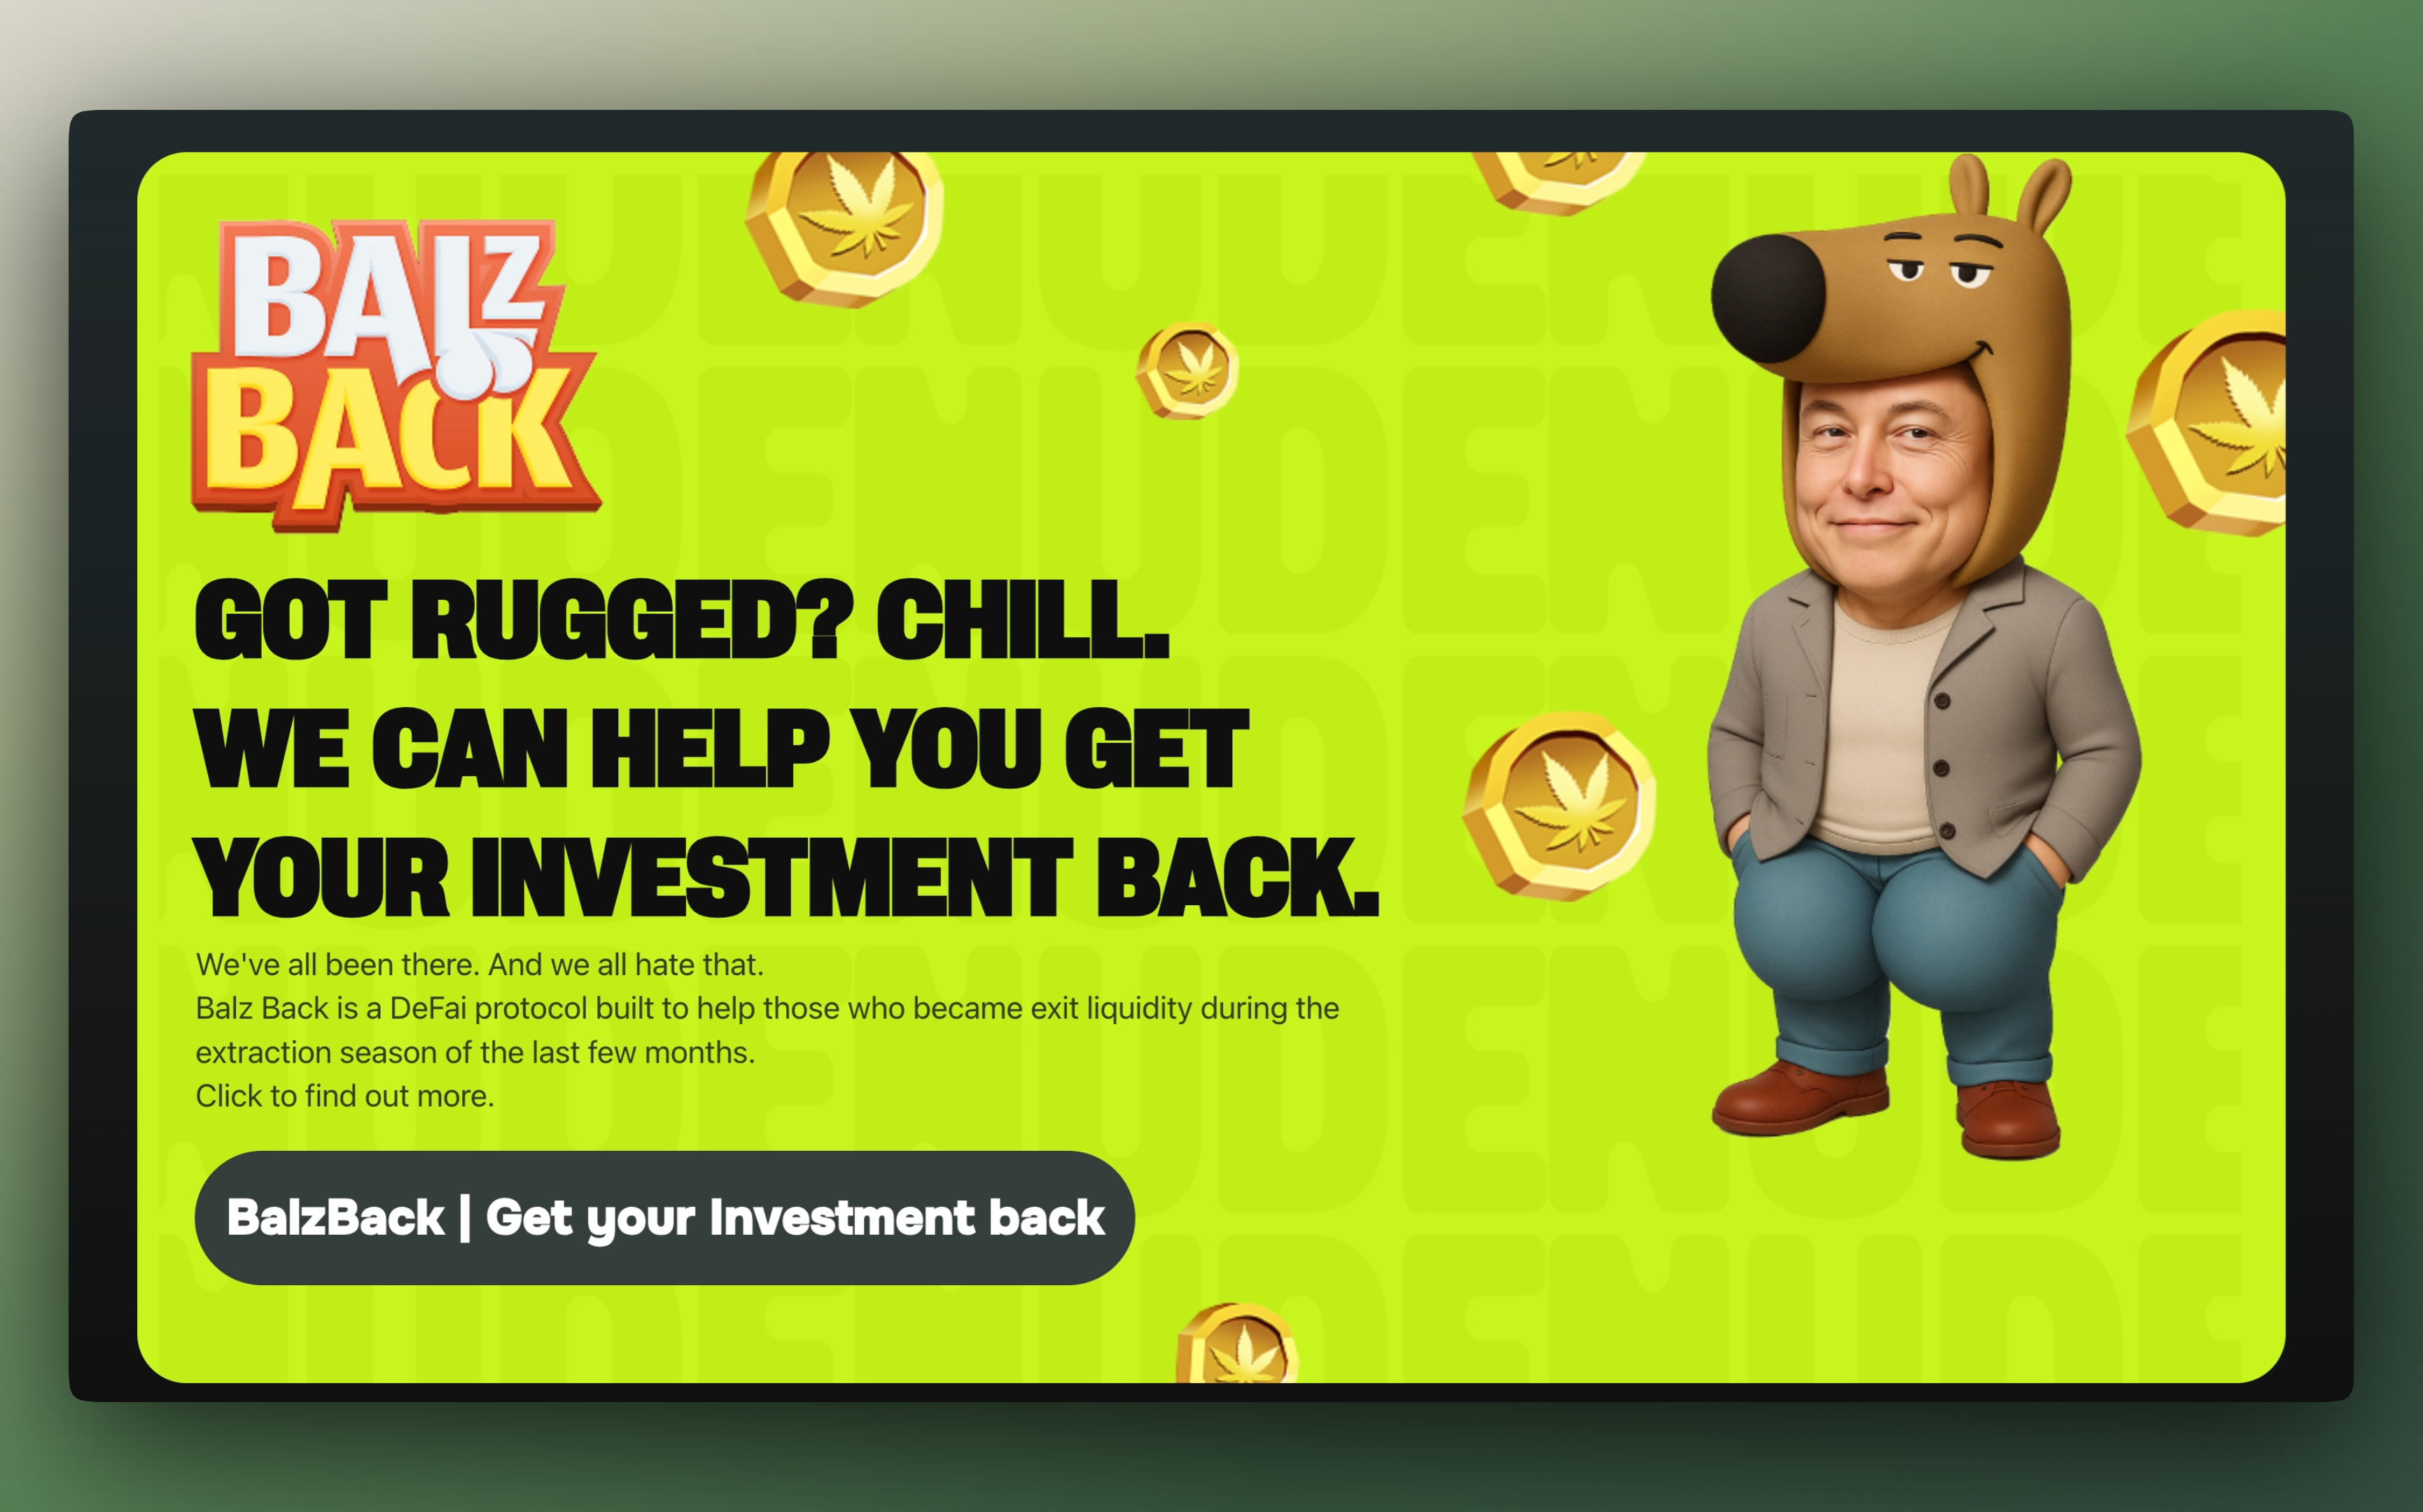 BALZ
BACK
GOT RUGGED? CHILL.
WE CAN HELP YOU GET
YOUR INVESTMENT BACK.
We've all been there. And we all hate that.
Balz Back is a DeFai protocol built to help those who became exit liquidity during the
extraction season of the last few months.
Click to find out more.
BalzBack | Get your Investment back